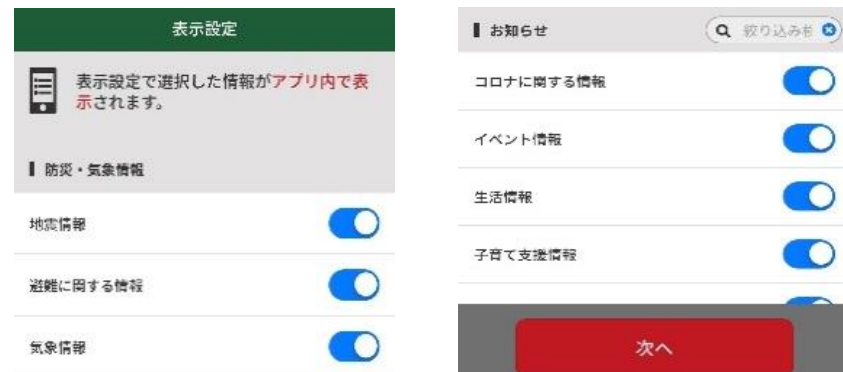 表示設定
表示設定で選択した情報がアプリ内で表
示されます。
防災・気象情報
地震情報
避難に関する情報
気象情報
お知らせ
絞り込み
コロナに関する情報
イベント情報
生活情報
子育て支援情報
次へ